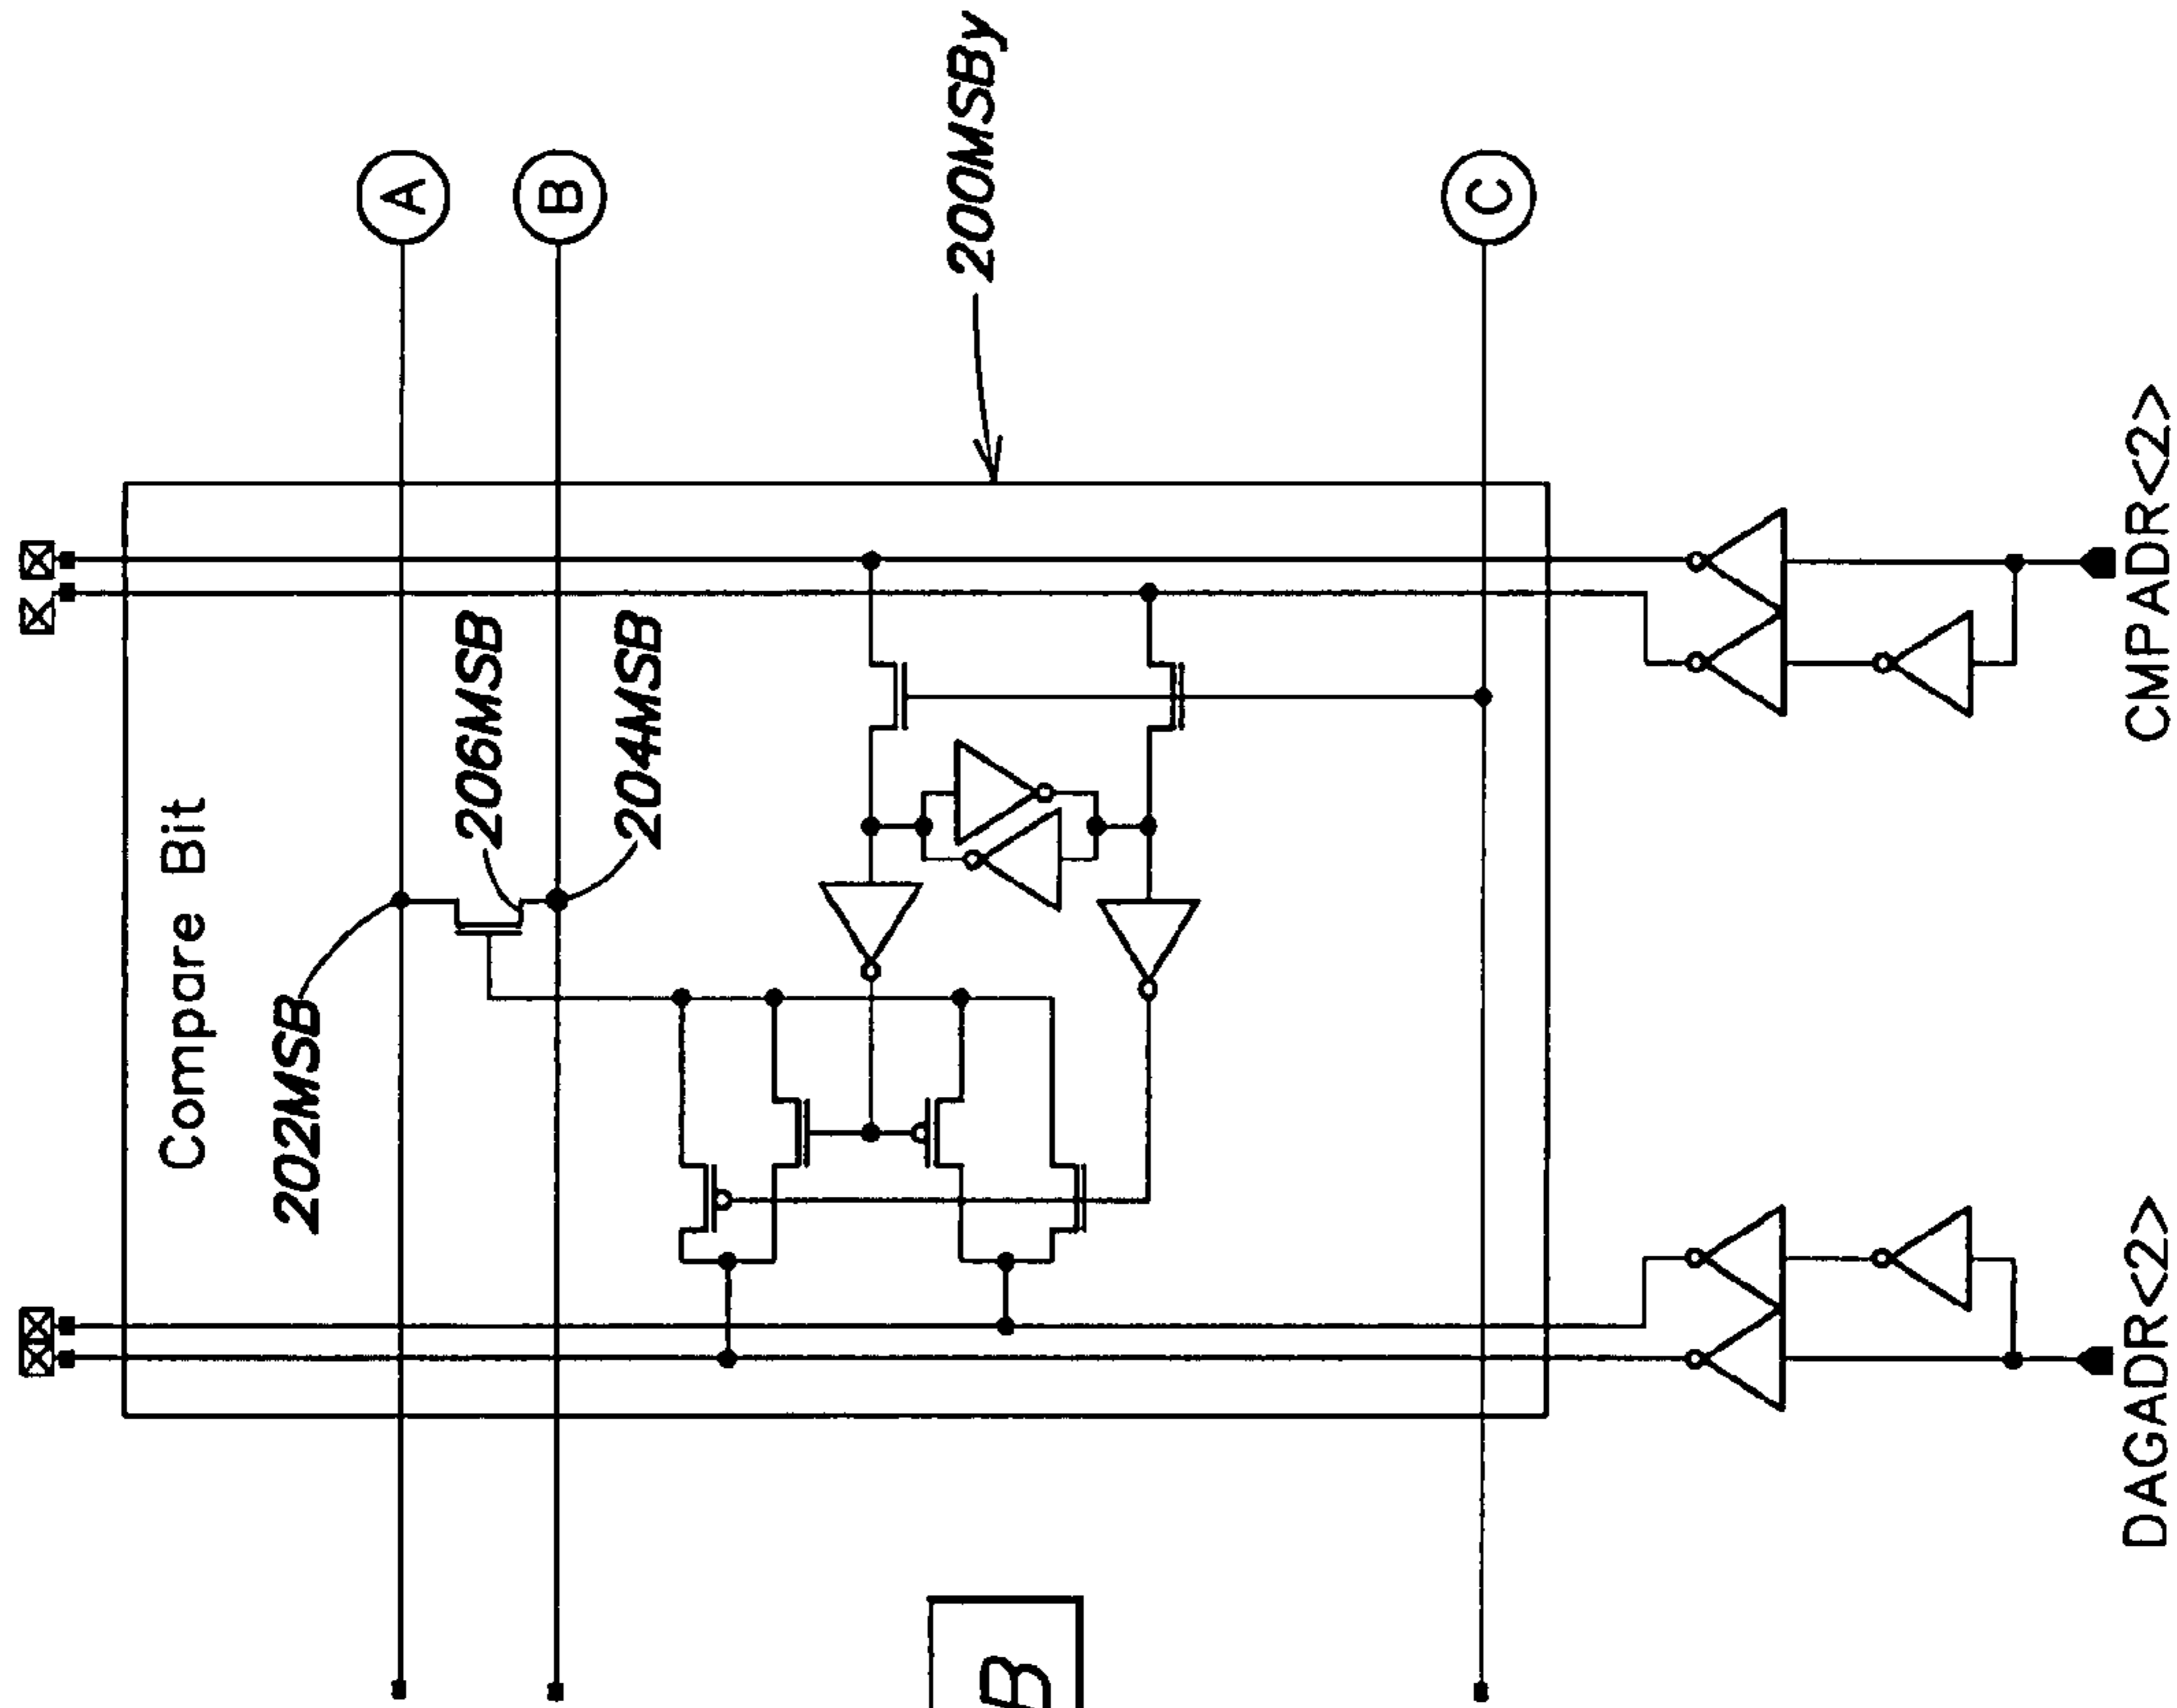 Compare Bit
202MSB
206MSB
204MSB
A
B
C
200MSBy
DAGADR<2>
CMPADR<2>
B